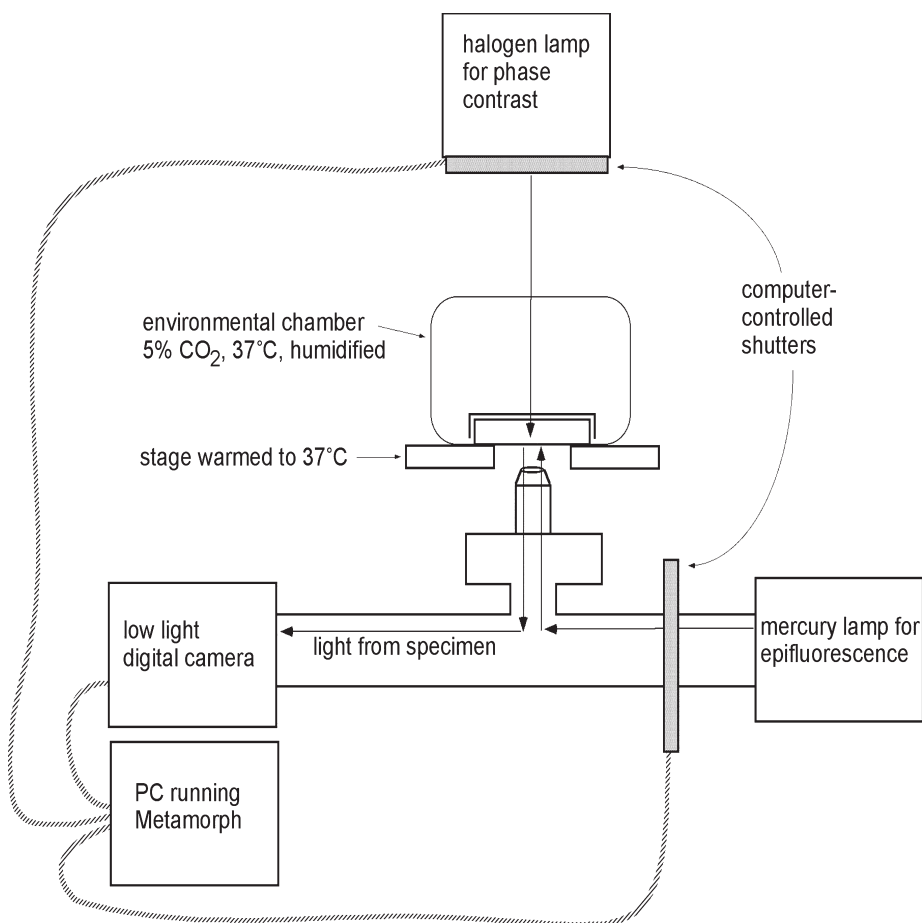 halogen lamp
for phase
contrast
computer-
controlled
shutters
environmental chamber
5% CO2, 37°C, humidified
stage warmed to 37°C
low light
digital camera
light from specimen
mercury lamp for
epifluorescence
PC running
Metamorph